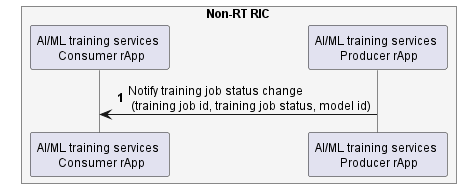 Non-RT RIC
AI/ML training services
Consumer rApp
AI/ML training services
Producer rApp
1 Notify training job status change
(training job id, training job status, model id)
AI/ML training services
Consumer rApp
AI/ML training services
Producer rApp